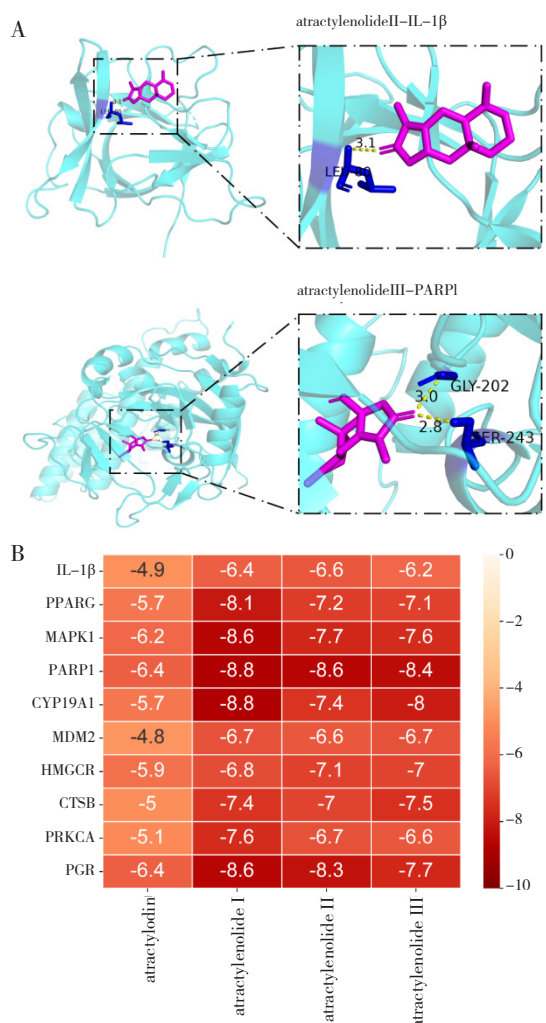 A
atractylenolideII-IL-1β
3.1
LEU-80
atractylenolideIII-PARPl
GLY-202
3.0
2.8
SER-243
B
IL-1β -4.9 -6.4 -6.6 -6.2
PPARG -5.7 -8.1 -7.2 -7.1
MAPK1 -6.2 -8.6 -7.7 -7.6
PARP1 -6.4 -8.8 -8.6 -8.4
CYP19A1 -5.7 -8.8 -7.4 -8
MDM2 -4.8 -6.7 -6.6 -6.7
HMGCR -5.9 -6.8 -7.1 -7
CTSB -5 -7.4 -7 -7.5
PRKCA -5.1 -7.6 -6.7 -6.6
PGR -6.4 -8.6 -8.3 -7.7
atractylodin
atractylenolide I
atractylenolide II
atractylenolide III
0
-2
-4
-6
-8
-10